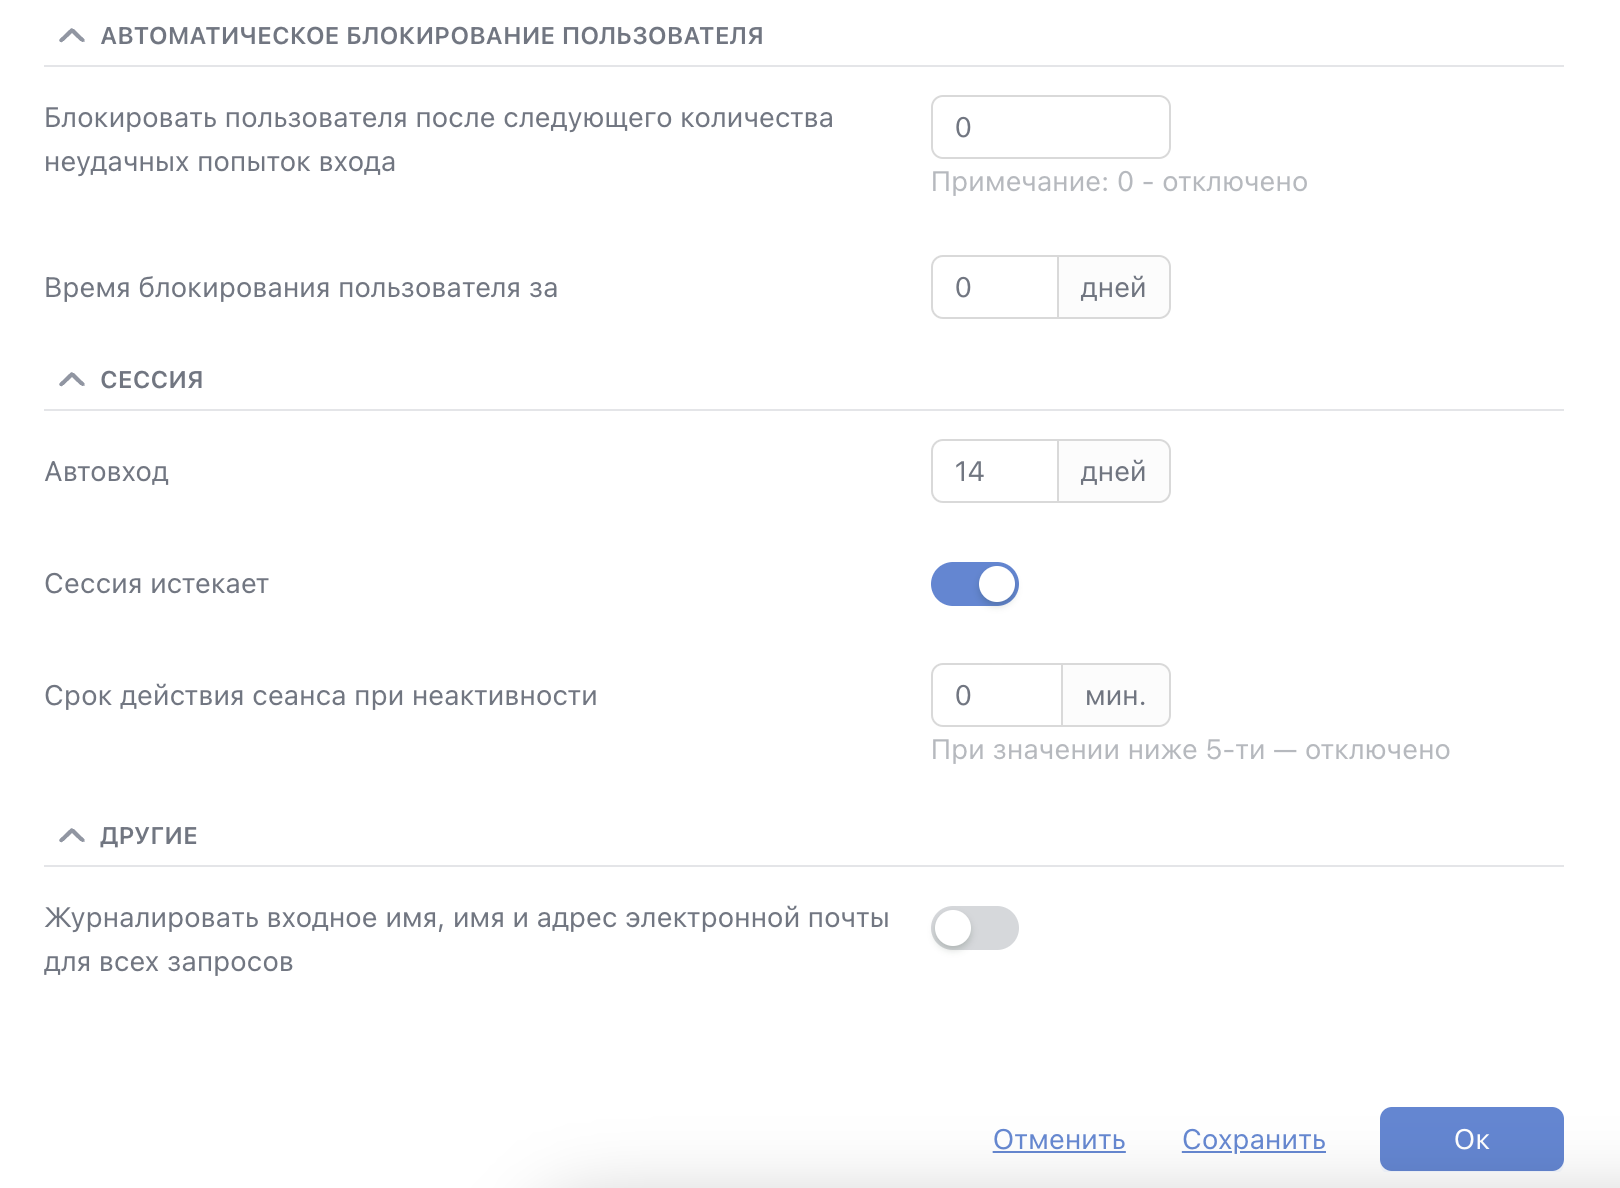 АВТОМАТИЧЕСКОЕ БЛОКИРОВАНИЕ ПОЛЬЗОВАТЕЛЯ
Блокировать пользователя после следующего количества
неудачных попыток входа
0
Примечание: 0 - отключено
Время блокирования пользователя за
0 дней
СЕССИЯ
Автовход
14 дней
Сессия истекает
Срок действия сеанса при неактивности
0 мин.
При значении ниже 5-ти — отключено
ДРУГИЕ
Журналировать входное имя, имя и адрес электронной почты
для всех запросов
Отменить Сохранить Ок